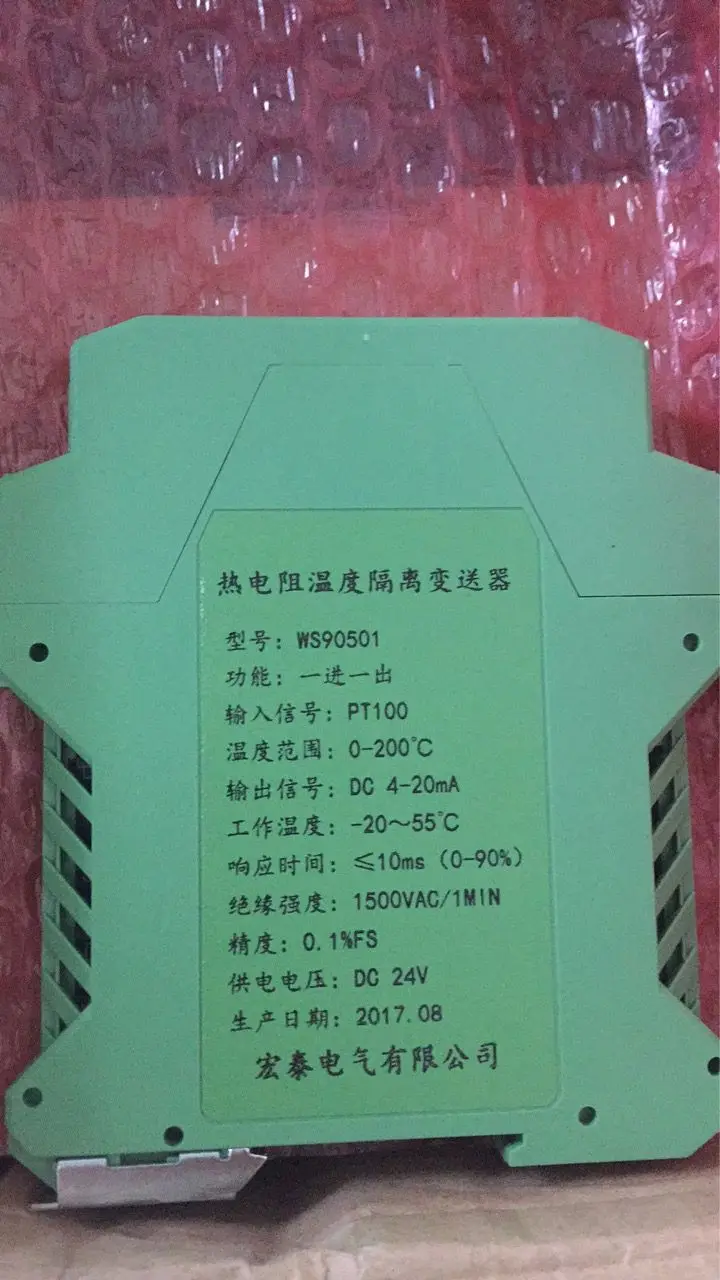 热电阻温度隔离变送器
型号：WS90501
功能：一进一出
输入信号：PT100
温度范围：0-200℃
输出信号：DC 4-20mA
工作温度：-20～55℃
响应时间：≤10ms（0-90%）
绝缘强度：1500VAC/1MIN
精度：0.1%FS
供电电压：DC 24V
生产日期：2017.08
宏泰电气有限公司